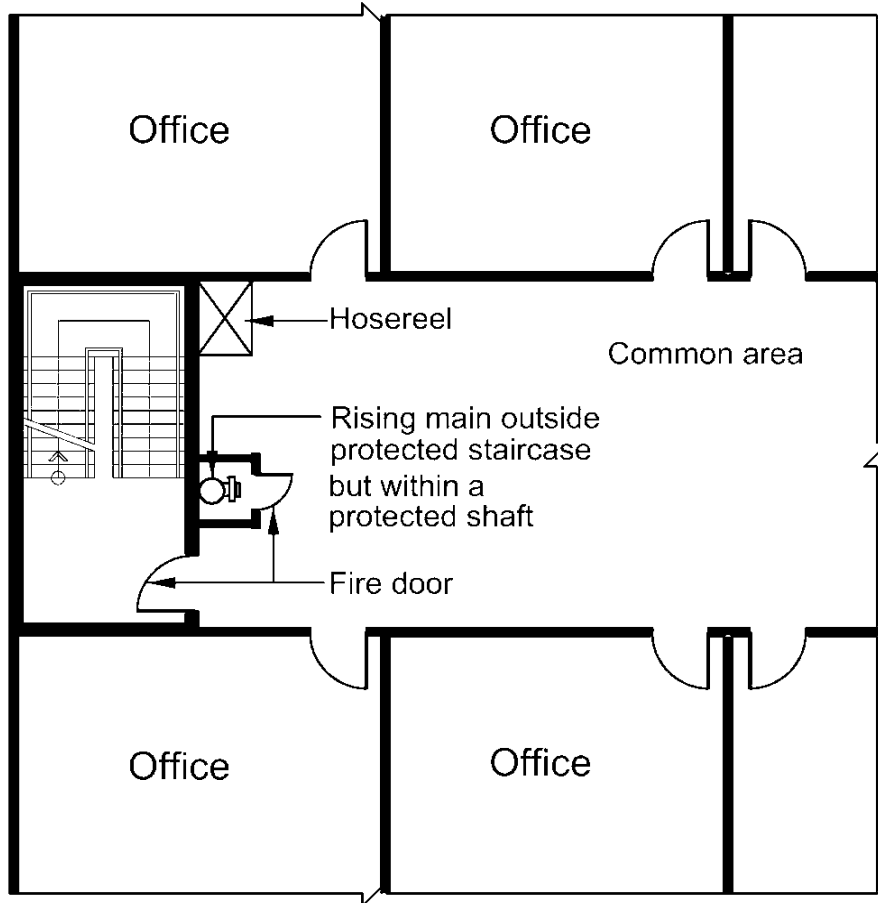 Office
Office
Hosereel
Common area
Rising main outside
protected staircase
but within a
protected shaft
Fire door
Office
Office